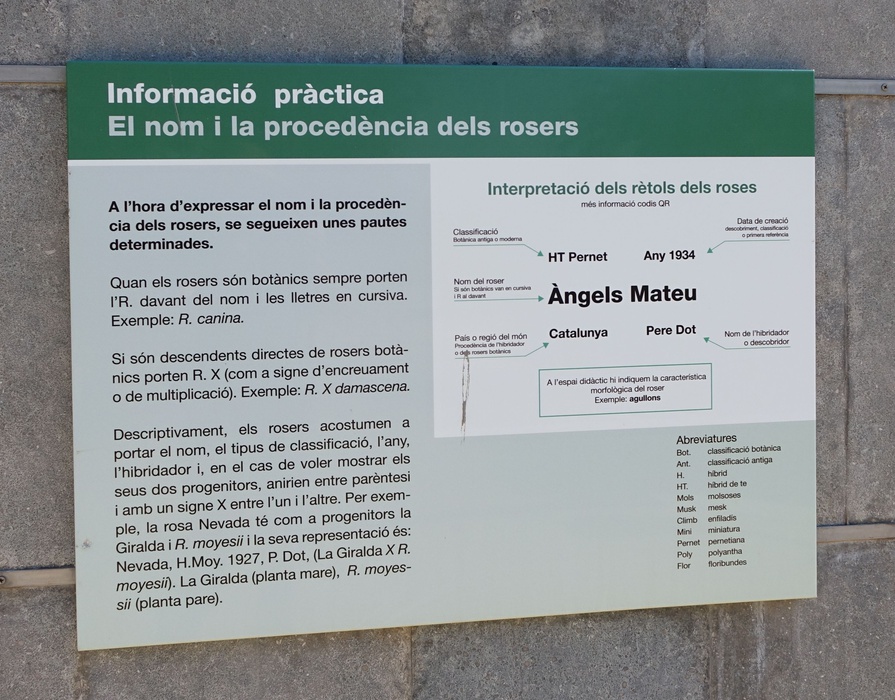 Informació pràctica
El nom i la procedència dels rosers
A l'hora d'expressar el nom i la procedèn-
cia dels rosers, se segueixen unes pautes
determinades.
Quan els rosers són botànics sempre porten
l'R. davant del nom i les lletres en cursiva.
Exemple: R. canina.
Si són descendents directes de rosers botà-
nics porten R. X (com a signe d'encreuament
o de multiplicació). Exemple: R. X damascena.
Descriptivament, els rosers acostumen a
portar el nom, el tipus de classificació, l'any,
l'hibridador i, en el cas de voler mostrar els
seus dos progenitors, anirien entre parèntesi
i amb un signe X entre l'un i l'altre. Per exem-
ple, la rosa Nevada té com a progenitors la
Giralda i R. moyesii i la seva representació és:
Nevada, H.Moy. 1927, P. Dot, (La Giralda X R.
moyesii). La Giralda (planta mare), R. moyes-
sii (planta pare).
Interpretació dels rètols dels roses
més informació codis QR
Classificació
Botànica antiga o moderna
HT Pernet
Any 1934
Data de creació
descobriment, classificació
o primera referència
Nom del roser
Si són botànics van en cursiva
i R al davant
Àngels Mateu
País o regió del món
Procedència de l'hibridador
o dels rosers botànics
Catalunya
Pere Dot
Nom de l'hibridador
o descobridor
A l'espai didàctic hi indiquem la característica
morfològica del roser
Exemple: agullons
Abreviatures
Bot. classificació botànica
Ant. classificació antiga
H. híbrid
HT. híbrid de te
Mols molsoses
Musk mesk
Climb enfiladís
Mini miniatura
Pernet pernetiana
Poly polyantha
Flor floribundes